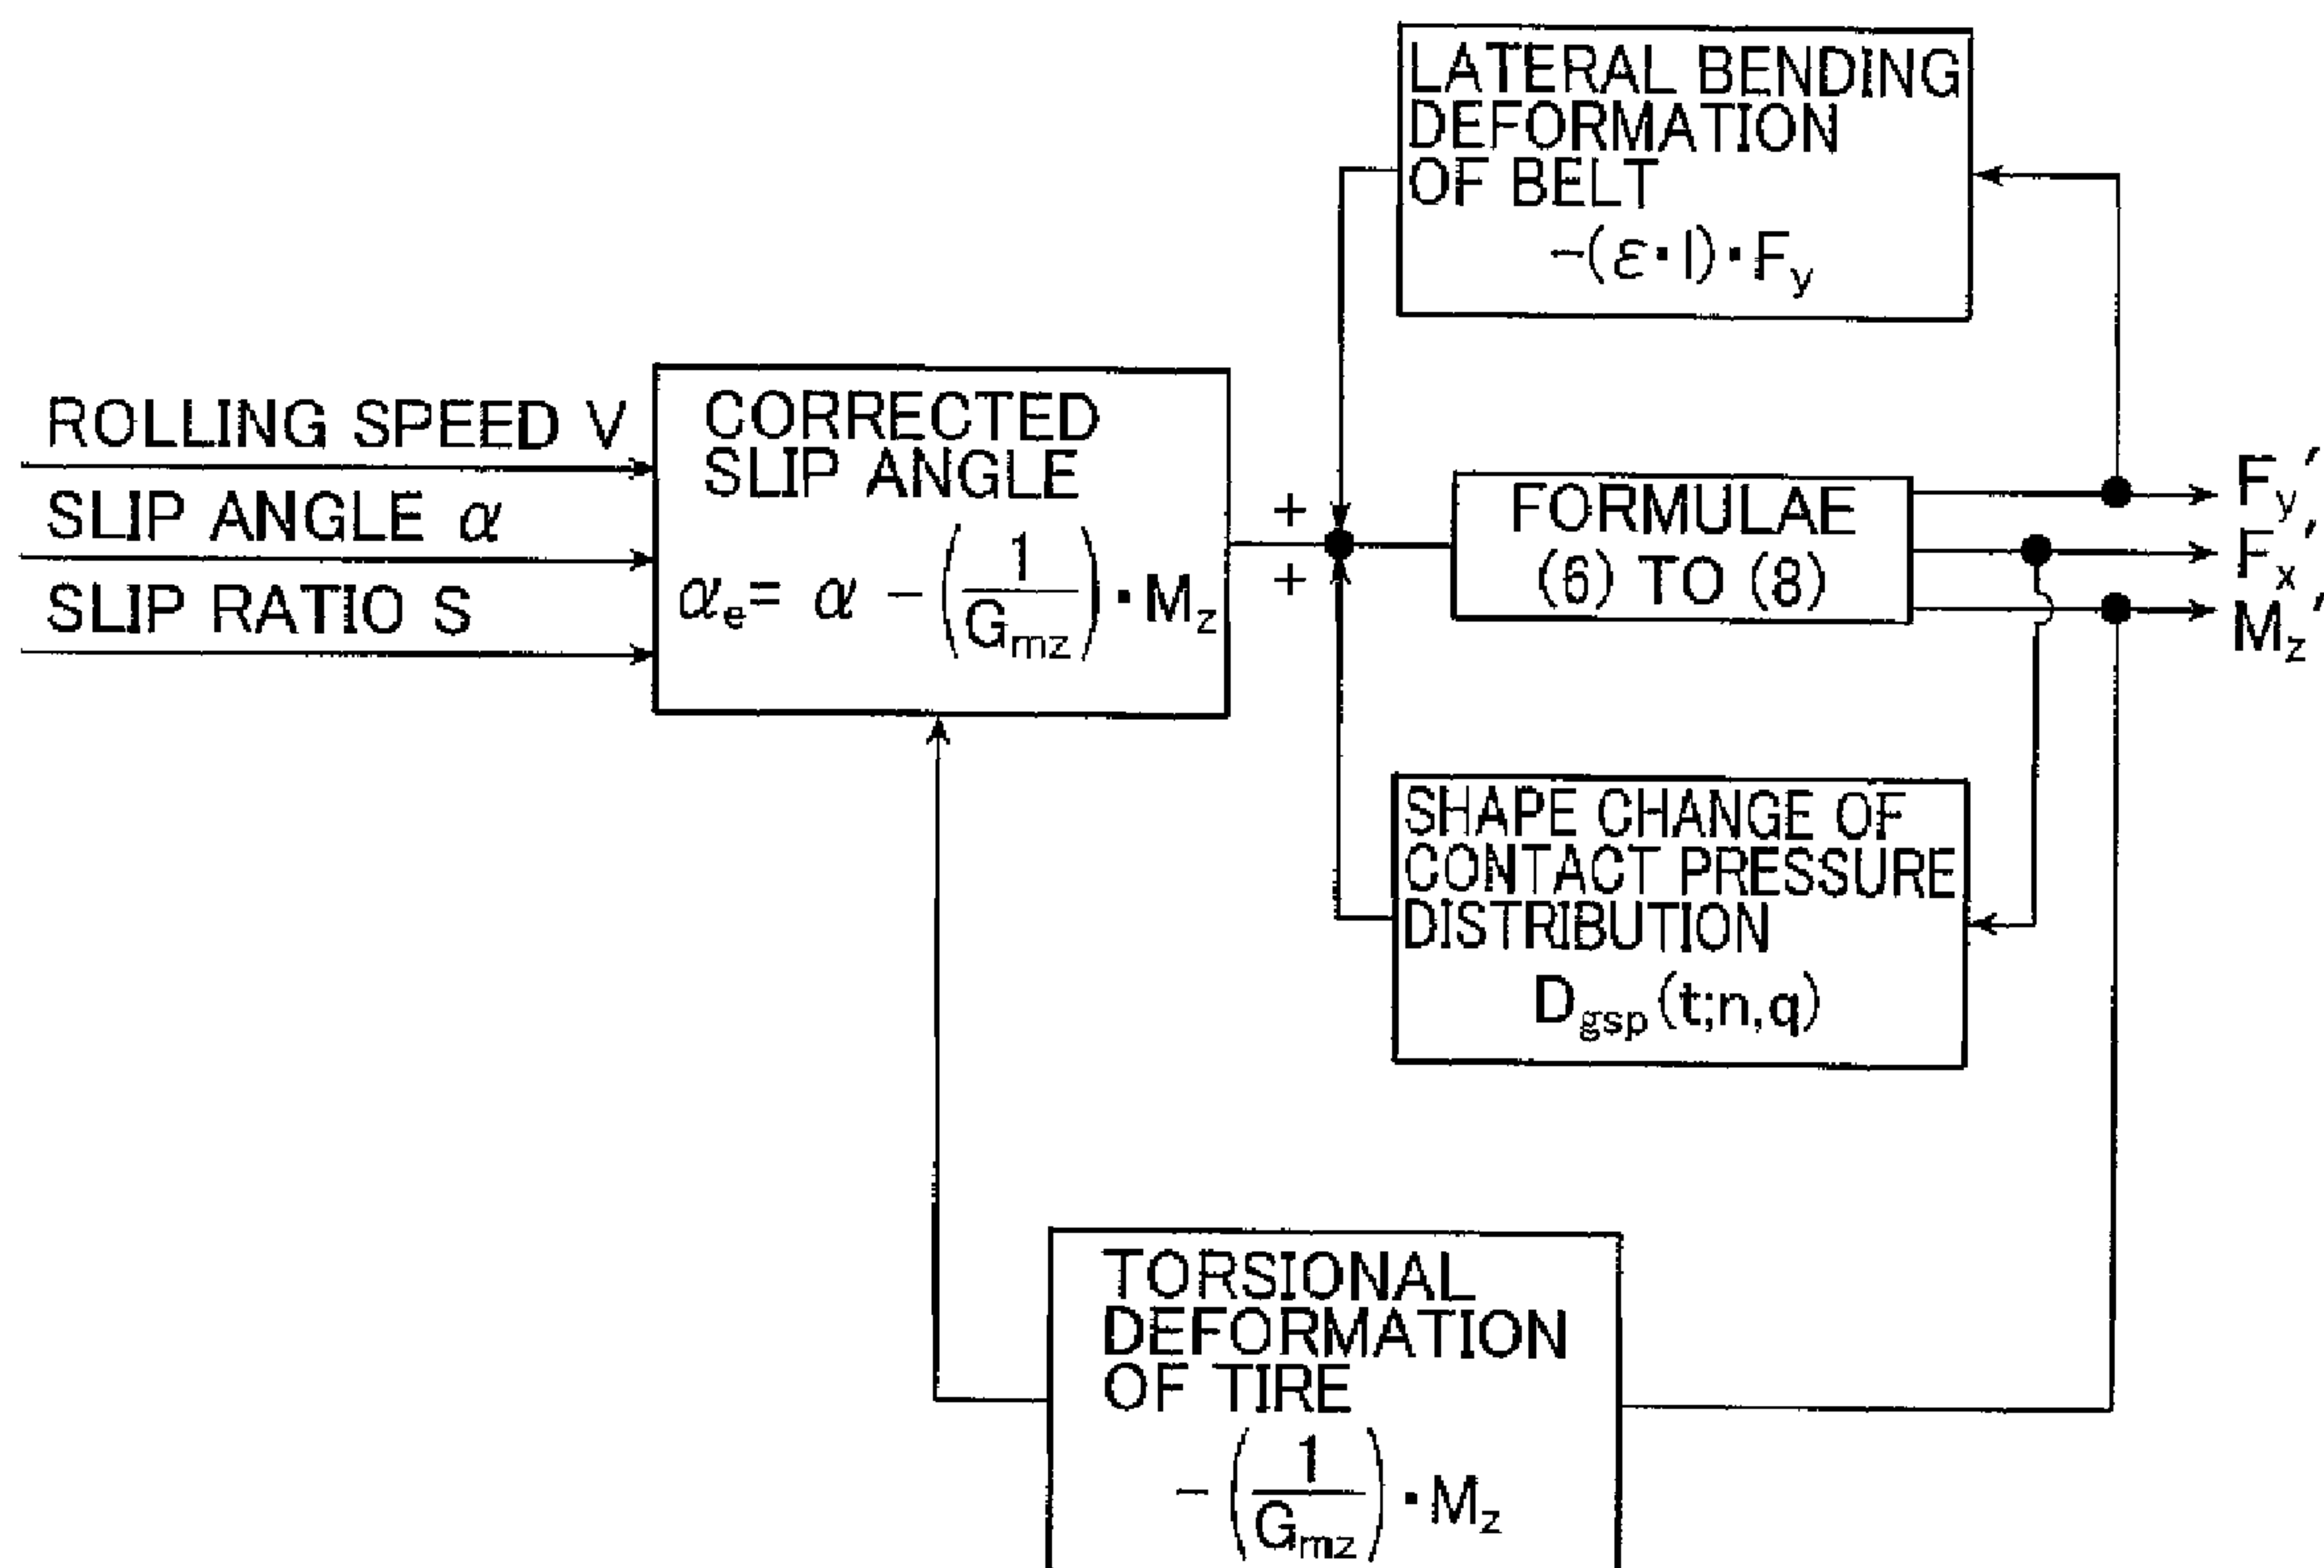 LATERAL BENDING
DEFORMATION
OF BELT
−(ε・l)・Fy
ROLLING SPEED V
SLIP ANGLE α
SLIP RATIO S
CORRECTED
SLIP ANGLE
αe= α −(1/Gmz)・Mz
+
+
FORMULAE
(6) TO (8)
Fy′
Fx′
Mz′
SHAPE CHANGE OF
CONTACT PRESSURE
DISTRIBUTION
Dgsp(t;n,q)
TORSIONAL
DEFORMATION
OF TIRE
−(1/Gmz)・Mz